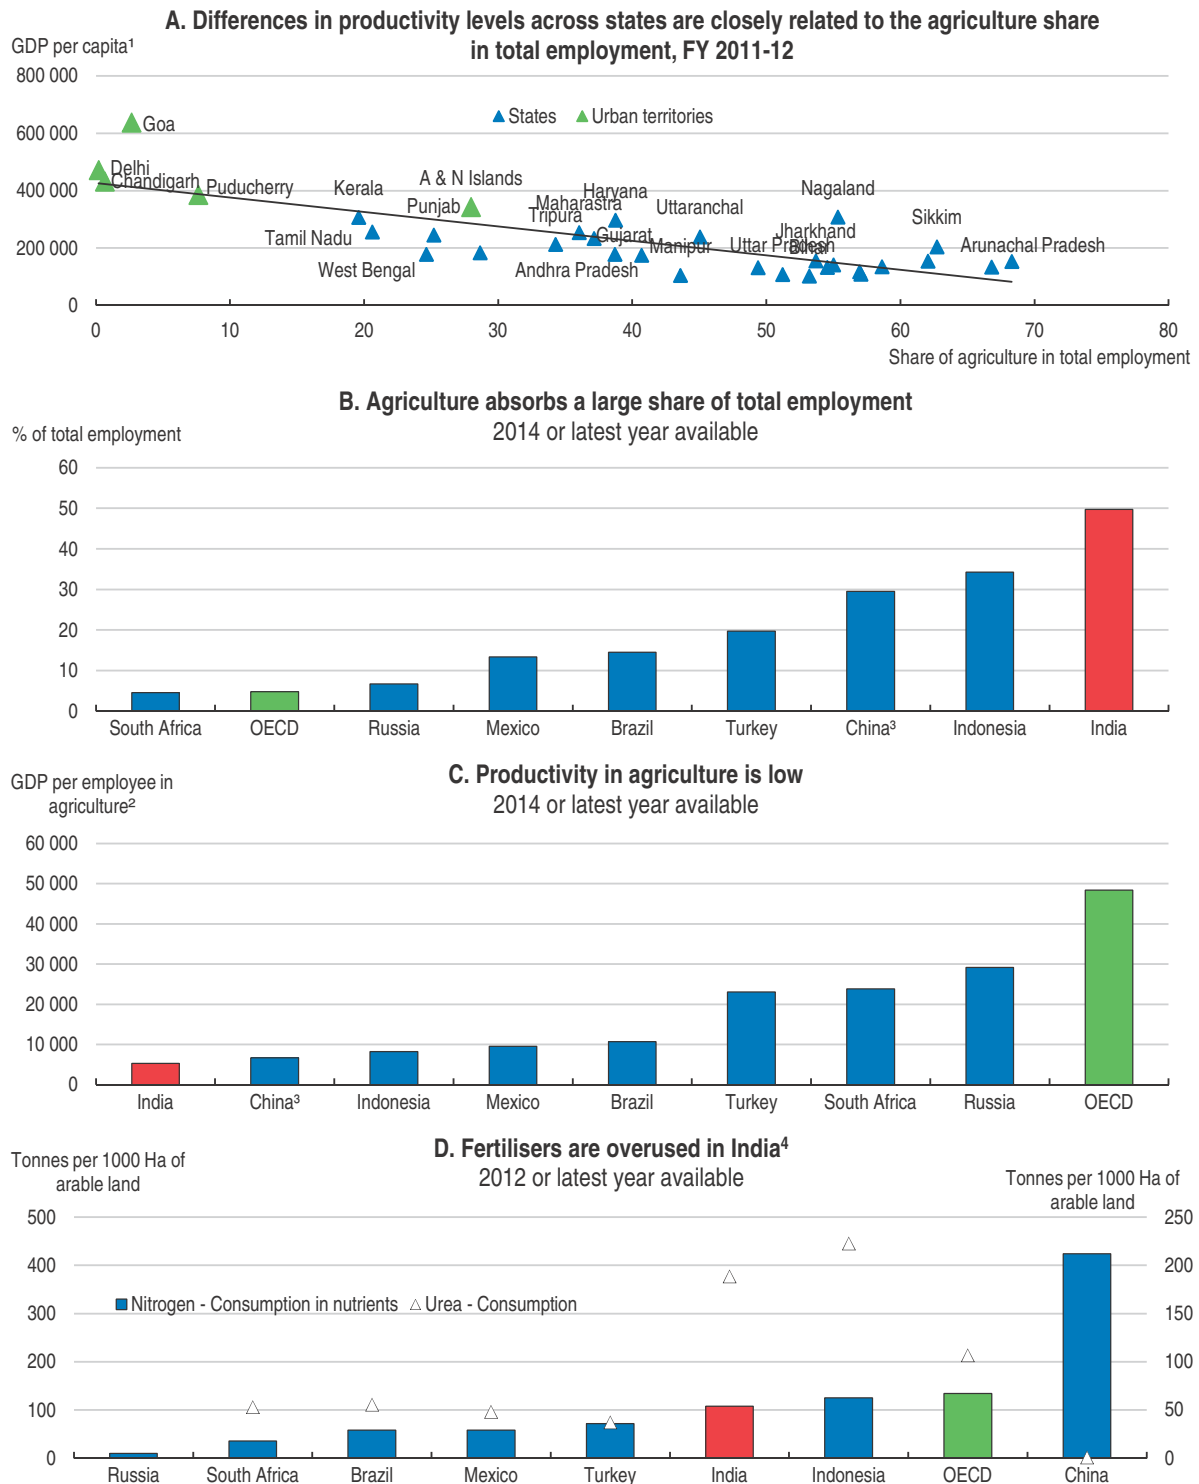 A. Differences in productivity levels across states are closely related to the agriculture share
in total employment, FY 2011-12
GDP per capita¹
800 000
600 000
400 000
200 000
0
States
Urban territories
Goa
Delhi
Chandigarh
Puducherry
Kerala
A & N Islands
Haryana
Nagaland
Punjab
Maharastra
Tripura
Uttaranchal
Sikkim
Tamil Nadu
Gujarat
Manipur
Jharkhand
Uttar Pradesh
Bihar
Arunachal Pradesh
West Bengal
Andhra Pradesh
0 10 20 30 40 50 60 70 80
Share of agriculture in total employment
B. Agriculture absorbs a large share of total employment
2014 or latest year available
% of total employment
60
50
40
30
20
10
0
South Africa OECD Russia Mexico Brazil Turkey China³ Indonesia India
C. Productivity in agriculture is low
2014 or latest year available
GDP per employee in
agriculture²
60 000
50 000
40 000
30 000
20 000
10 000
0
India China³ Indonesia Mexico Brazil Turkey South Africa Russia OECD
D. Fertilisers are overused in India⁴
2012 or latest year available
Tonnes per 1000 Ha of
arable land
Tonnes per 1000 Ha of
arable land
500 250
400 200
300 150
200 1000
100 50
0 0
Nitrogen - Consumption in nutrients
Urea - Consumption
Russia South Africa Brazil Mexico Turkey India Indonesia OECD China